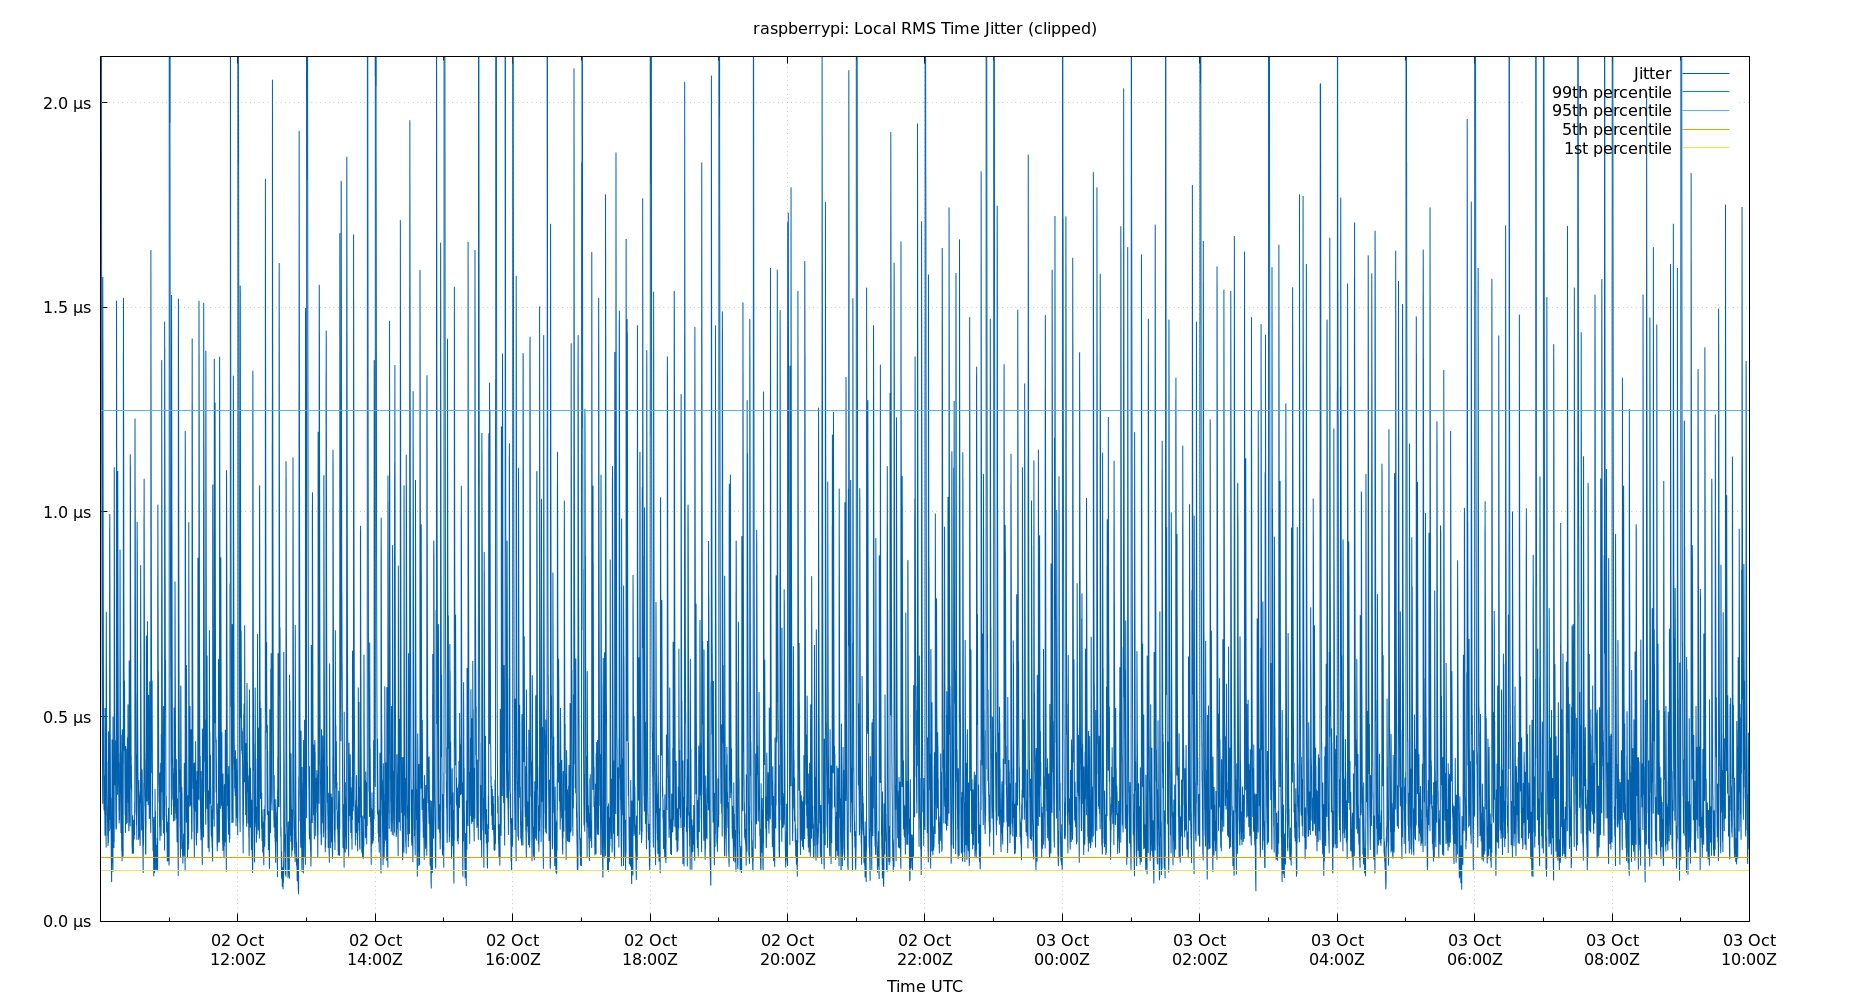 raspberrypi: Local RMS Time Jitter (clipped)
Jitter
99th percentile
95th percentile
5th percentile
1st percentile
2.0 µs
1.5 µs
1.0 µs
0.5 µs
0.0 µs
02 Oct 02 Oct 02 Oct 02 Oct 02 Oct 02 Oct 03 Oct 03 Oct 03 Oct 03 Oct 03 Oct 03 Oct
12:00Z 14:00Z 16:00Z 18:00Z 20:00Z 22:00Z 00:00Z 02:00Z 04:00Z 06:00Z 08:00Z 10:00Z
Time UTC